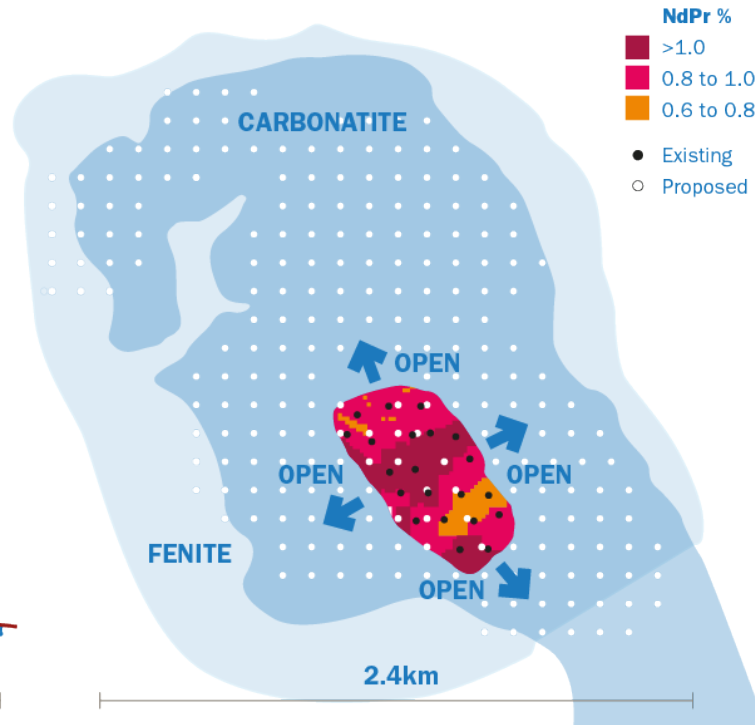 NdPr %
>1.0
0.8 to 1.0
0.6 to 0.8
Existing
Proposed
CARBONATITE
OPEN
OPEN
OPEN
FENITE
OPEN
2.4km